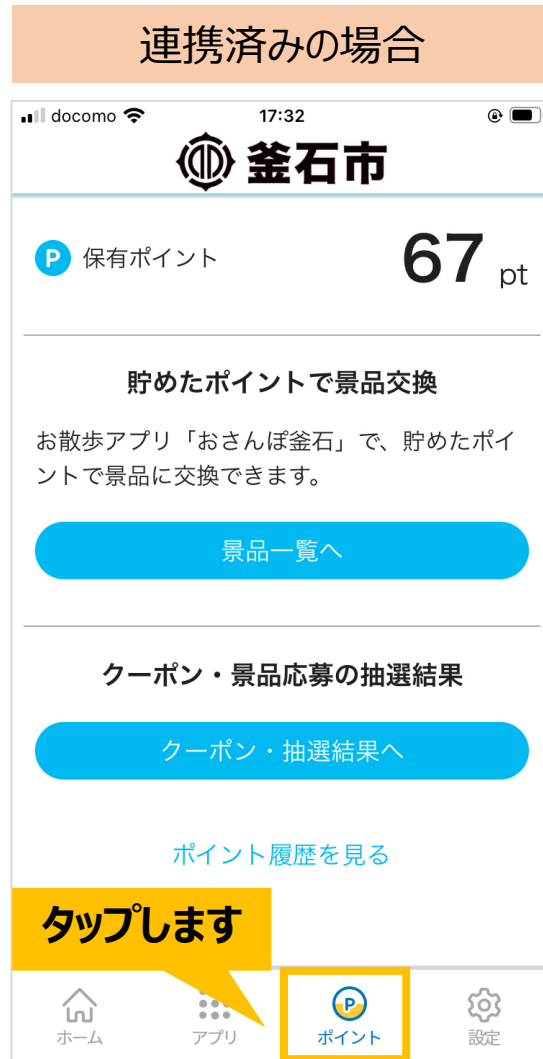 連携済みの場合
docomo 17:32
釜石市
P 保有ポイント 67 pt
貯めたポイントで景品交換
お散歩アプリ「おさんぽ釜石」で、貯めたポイ
ントで景品に交換できます。
景品一覧へ
クーポン・景品応募の抽選結果
クーポン・抽選結果へ
ポイント履歴を見る
タップします
P
ホーム アプリ ポイント 設定